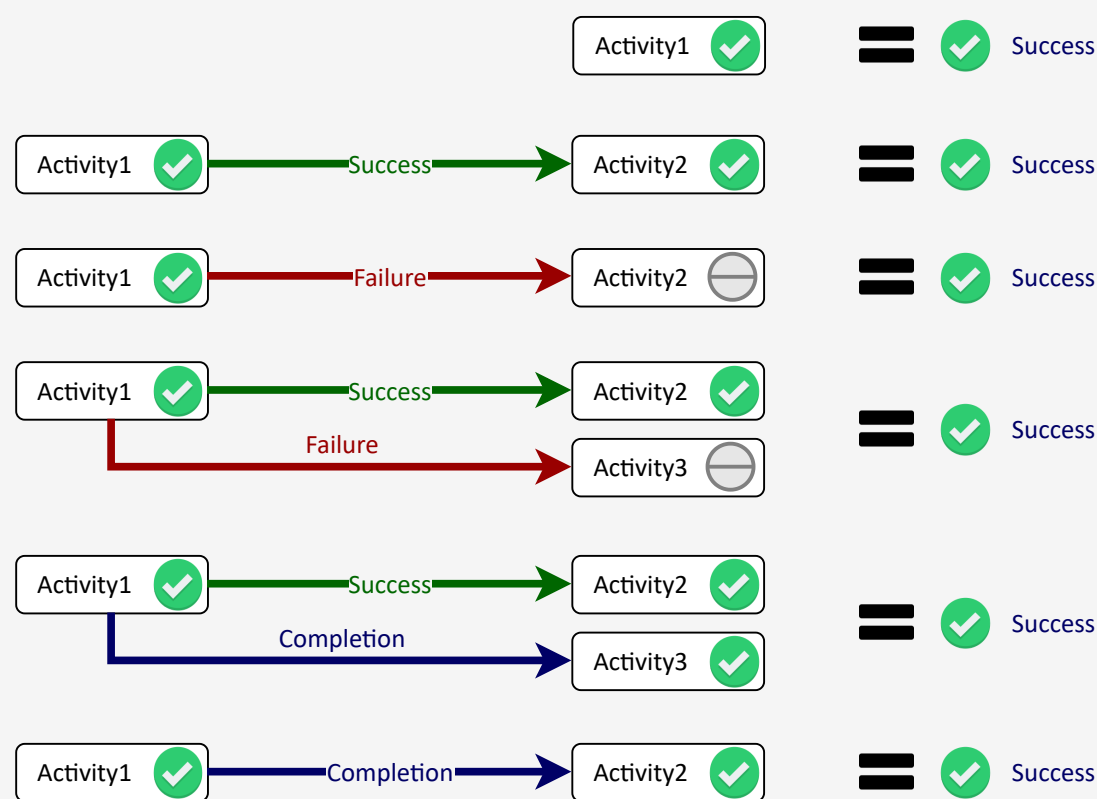 Activity1 Success
Activity1 Success Activity2 Success
Activity1 Failure Activity2 Success
Activity1 Success Activity2
Success
Failure
Activity3
Activity1 Success Activity2
Success
Completion
Activity3
Activity1 Completion Activity2 Success